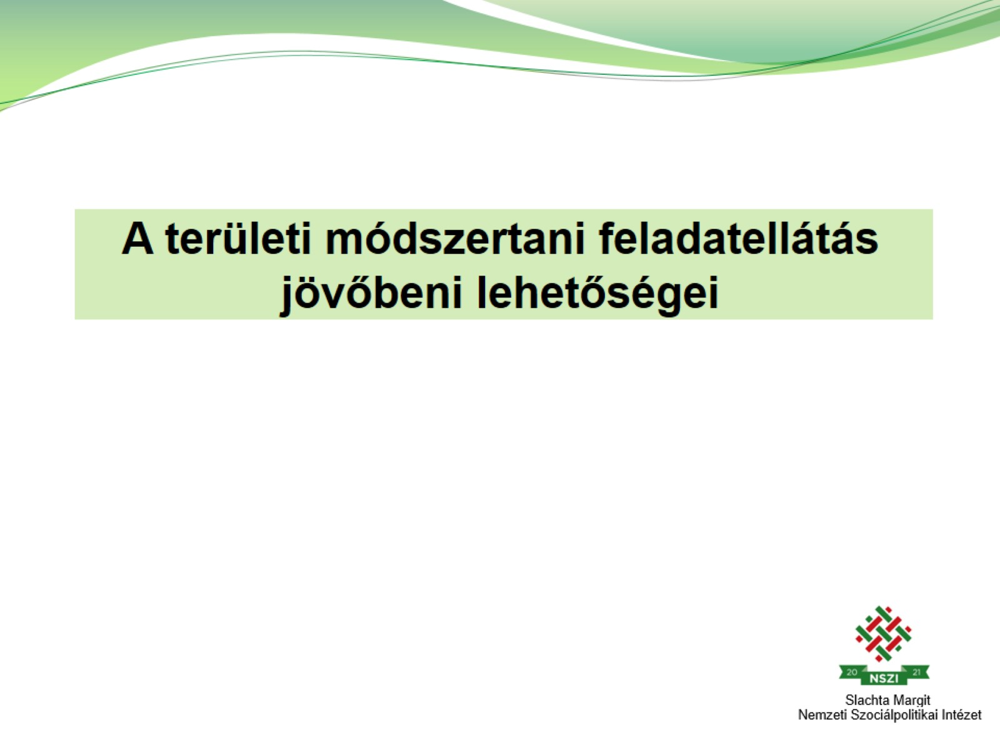 A területi módszertani feladatellátás
jövőbeni lehetőségei
20 NSZI 21
Slachta Margit
Nemzeti Szociálpolitikai Intézet